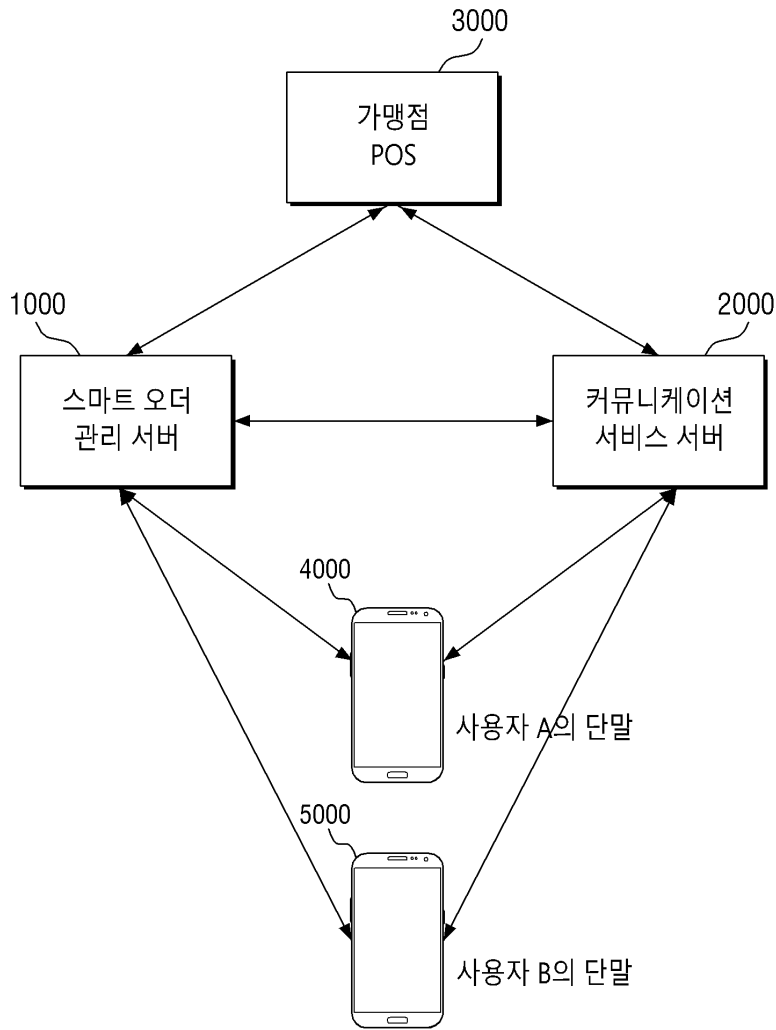 3000
가맹점
POS
1000
스마트 오더
관리 서버
2000
커뮤니케이션
서비스 서버
4000
사용자 A의 단말
5000
사용자 B의 단말